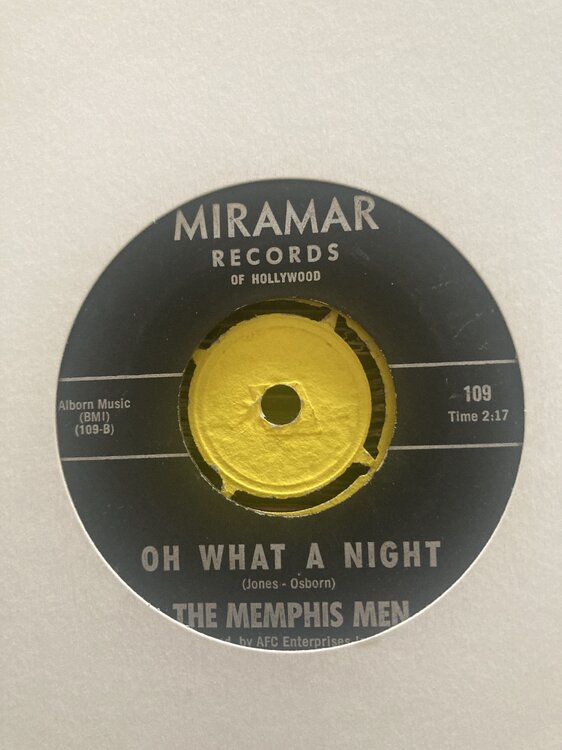 MIRAMAR
RECORDS
OF HOLLYWOOD
Alborn Music
(BMI)
(109-B)
109
Time 2:17
OH WHAT A NIGHT
(Jones - Osborn)
THE MEMPHIS MEN
by AFC Enterprises